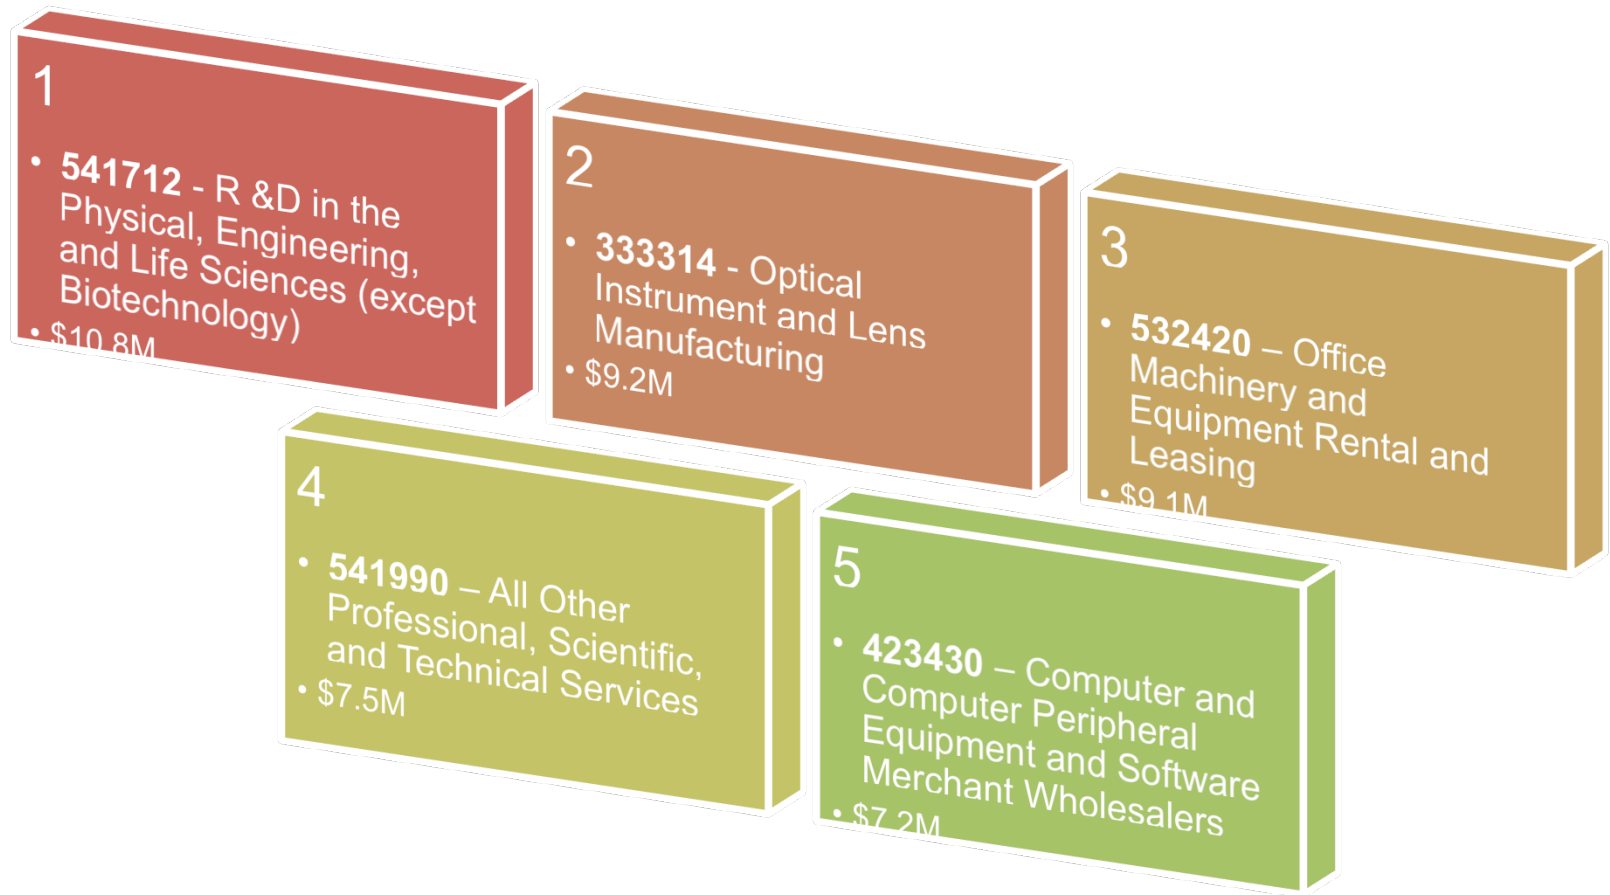 1
• 541712 - R &D in the
Physical, Engineering,
and Life Sciences (except
Biotechnology)
• $10.8M
2
• 333314 - Optical
Instrument and Lens
Manufacturing
• $9.2M
3
• 532420 – Office
Machinery and
Equipment Rental and
Leasing
• $9.1M
4
• 541990 – All Other
Professional, Scientific,
and Technical Services
• $7.5M
5
• 423430 – Computer and
Computer Peripheral
Equipment and Software
Merchant Wholesalers
• $7.2M